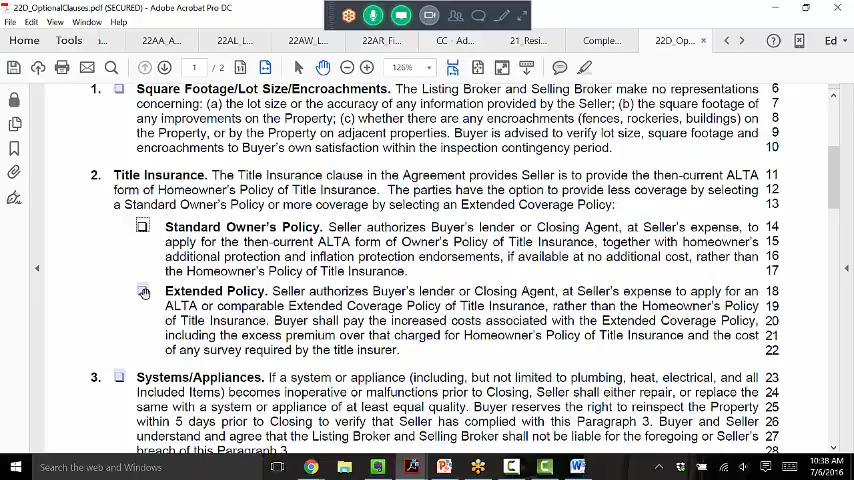 22D_OptionalClauses.pdf (SECURED) - Adobe Acrobat Pro DC
File Edit View Window Help
Home Tools 22AA_A... 22AL_L... 22AW_L... 22AR_Fi... CC - Ad... 21_Resi... Comple... 22D_Op... × Ed
1 / 2 126%
1. Square Footage/Lot Size/Encroachments. The Listing Broker and Selling Broker make no representations 6
concerning: (a) the lot size or the accuracy of any information provided by the Seller; (b) the square footage of 7
any improvements on the Property; (c) whether there are any encroachments (fences, rockeries, buildings) on 8
the Property, or by the Property on adjacent properties. Buyer is advised to verify lot size, square footage and 9
encroachments to Buyer's own satisfaction within the inspection contingency period. 10
2. Title Insurance. The Title Insurance clause in the Agreement provides Seller is to provide the then-current ALTA 11
form of Homeowner's Policy of Title Insurance. The parties have the option to provide less coverage by selecting 12
a Standard Owner's Policy or more coverage by selecting an Extended Coverage Policy: 13
Standard Owner's Policy. Seller authorizes Buyer's lender or Closing Agent, at Seller's expense, to 14
apply for the then-current ALTA form of Owner's Policy of Title Insurance, together with homeowner's 15
additional protection and inflation protection endorsements, if available at no additional cost, rather than 16
the Homeowner's Policy of Title Insurance. 17
Extended Policy. Seller authorizes Buyer's lender or Closing Agent, at Seller's expense to apply for an 18
ALTA or comparable Extended Coverage Policy of Title Insurance, rather than the Homeowner's Policy 19
of Title Insurance. Buyer shall pay the increased costs associated with the Extended Coverage Policy, 20
including the excess premium over that charged for Homeowner's Policy of Title Insurance and the cost 21
of any survey required by the title insurer. 22
3. Systems/Appliances. If a system or appliance (including, but not limited to plumbing, heat, electrical, and all 23
Included Items) becomes inoperative or malfunctions prior to Closing, Seller shall either repair, or replace the 24
same with a system or appliance of at least equal quality. Buyer reserves the right to reinspect the Property 25
within 5 days prior to Closing to verify that Seller has complied with this Paragraph 3. Buyer and Seller 26
understand and agree that the Listing Broker and Selling Broker shall not be liable for the foregoing or Seller's 27
breach of this Paragraph 3. 28
Search the web and Windows
10:38 AM
7/6/2016